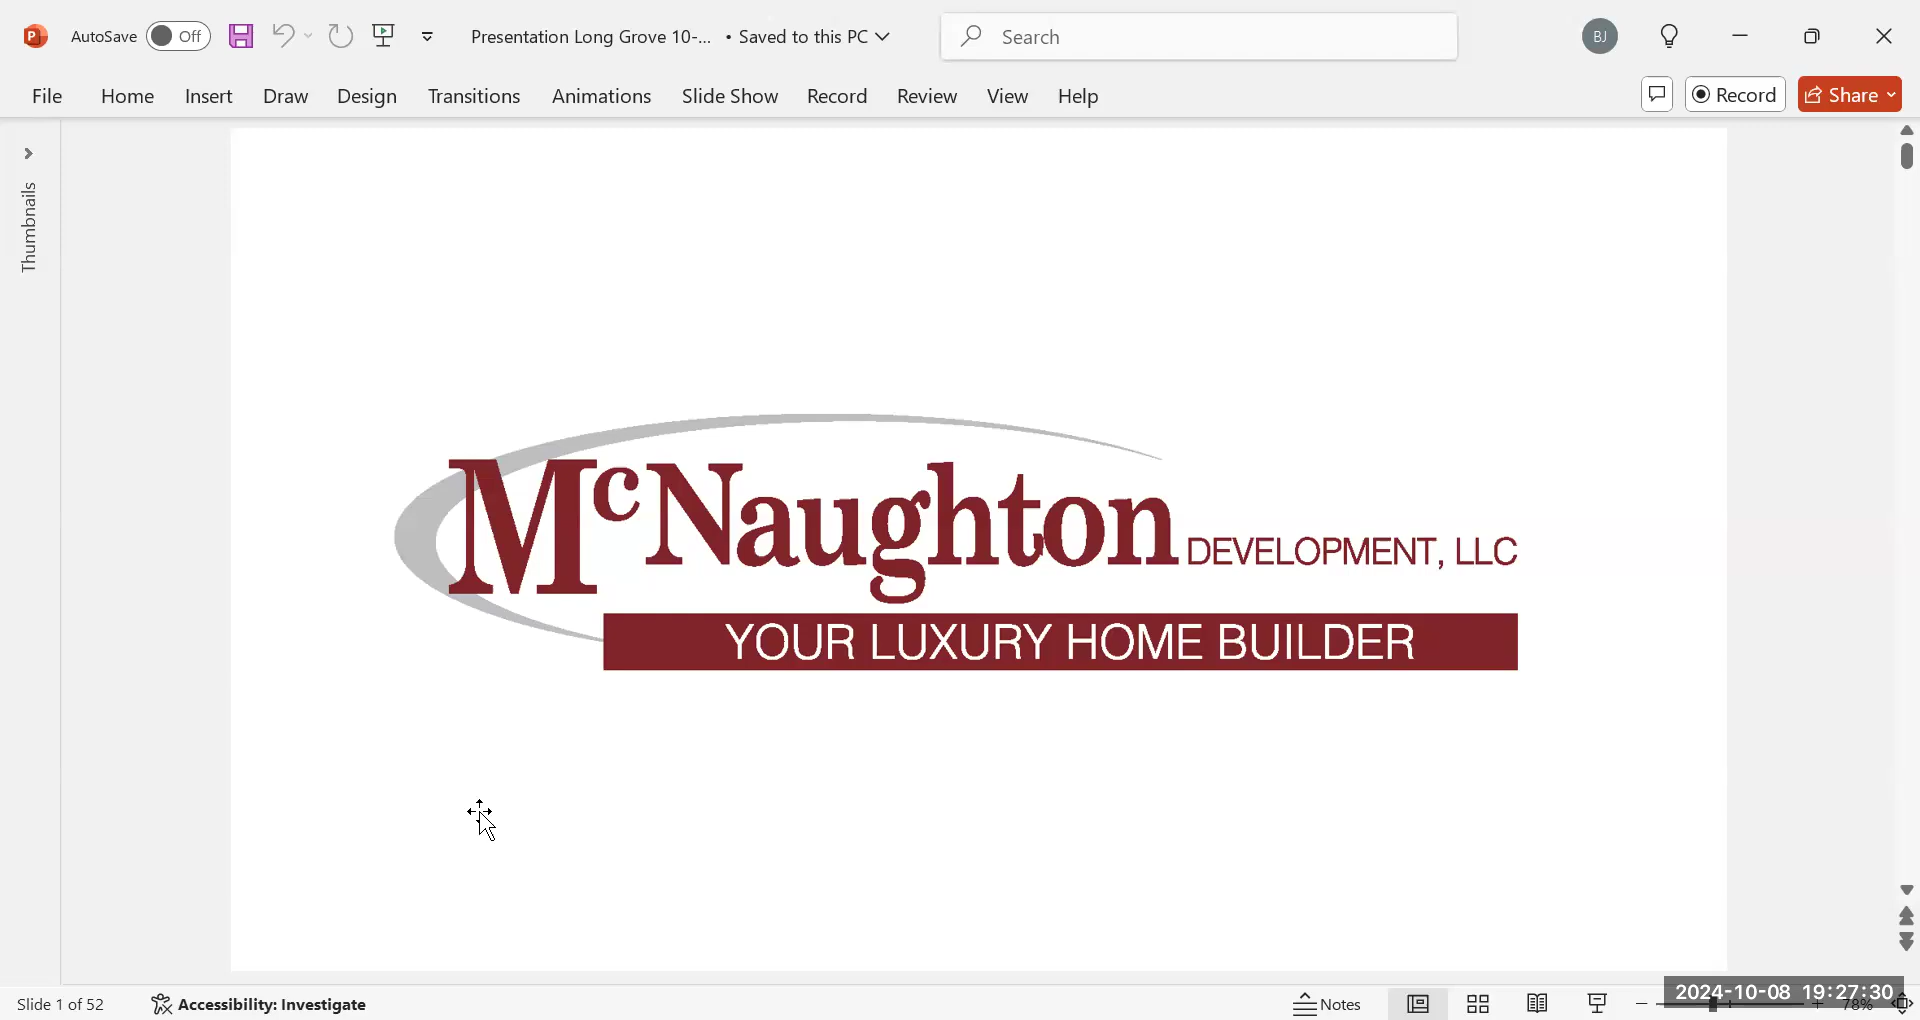 AutoSave Off Presentation Long Grove 10-... • Saved to this PC Search BJ
File Home Insert Draw Design Transitions Animations Slide Show Record Review View Help Record Share
Thumbnails
McNaughton DEVELOPMENT, LLC
YOUR LUXURY HOME BUILDER
2024-10-08 19:27:30
Slide 1 of 52 Accessibility: Investigate Notes 78%